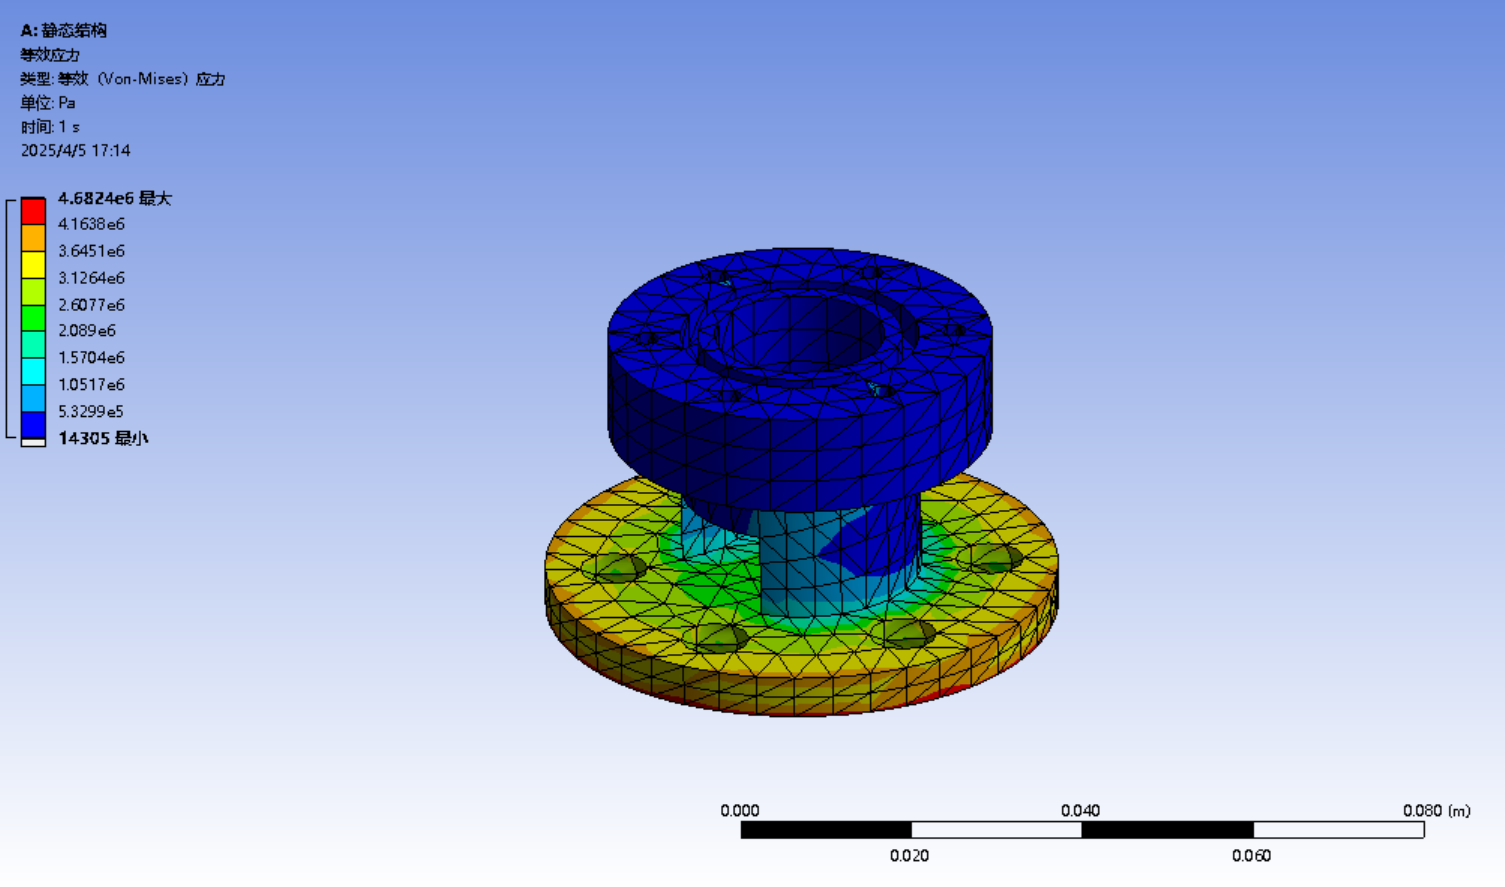 A: 静态结构
等效应力
类型: 等效（Von-Mises）应力
单位: Pa
时间: 1 s
2025/4/5 17:14
4.6824e6 最大
4.1638e6
3.6451e6
3.1264e6
2.6077e6
2.089e6
1.5704e6
1.0517e6
5.3299e5
14305 最小
0.000 0.040 0.080 (m)
0.020 0.060